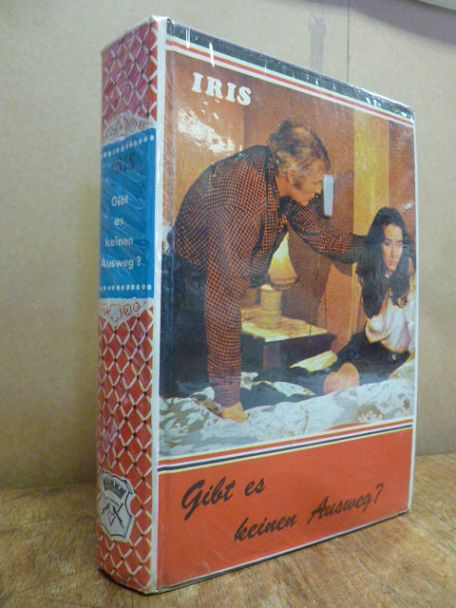 IRIS
Gibt es
keinen Ausweg?
IRIS
Gibt
es
keinen
Ausweg?